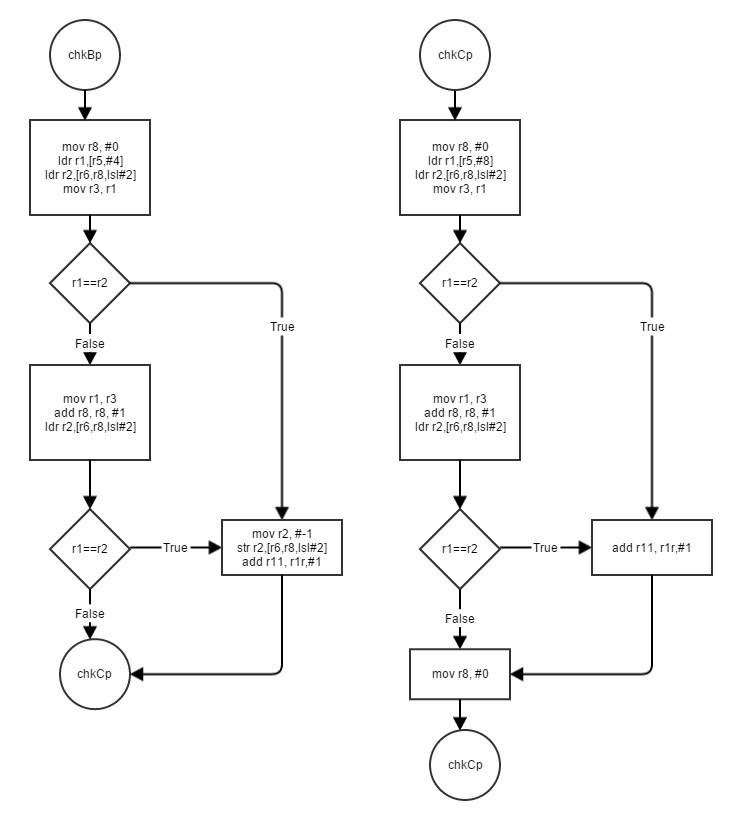 chkBp
mov r8, #0
ldr r1,[r5,#4]
ldr r2,[r6,r8,lsl#2]
mov r3, r1
r1==r2
True
False
mov r1, r3
add r8, r8, #1
ldr r2,[r6,r8,lsl#2]
r1==r2
True
mov r2, #-1
str r2,[r6,r8,lsl#2]
add r11, r1r,#1
False
chkCp
chkCp
mov r8, #0
ldr r1,[r5,#8]
ldr r2,[r6,r8,lsl#2]
mov r3, r1
r1==r2
True
False
mov r1, r3
add r8, r8, #1
ldr r2,[r6,r8,lsl#2]
r1==r2
True
add r11, r1r,#1
False
mov r8, #0
chkCp